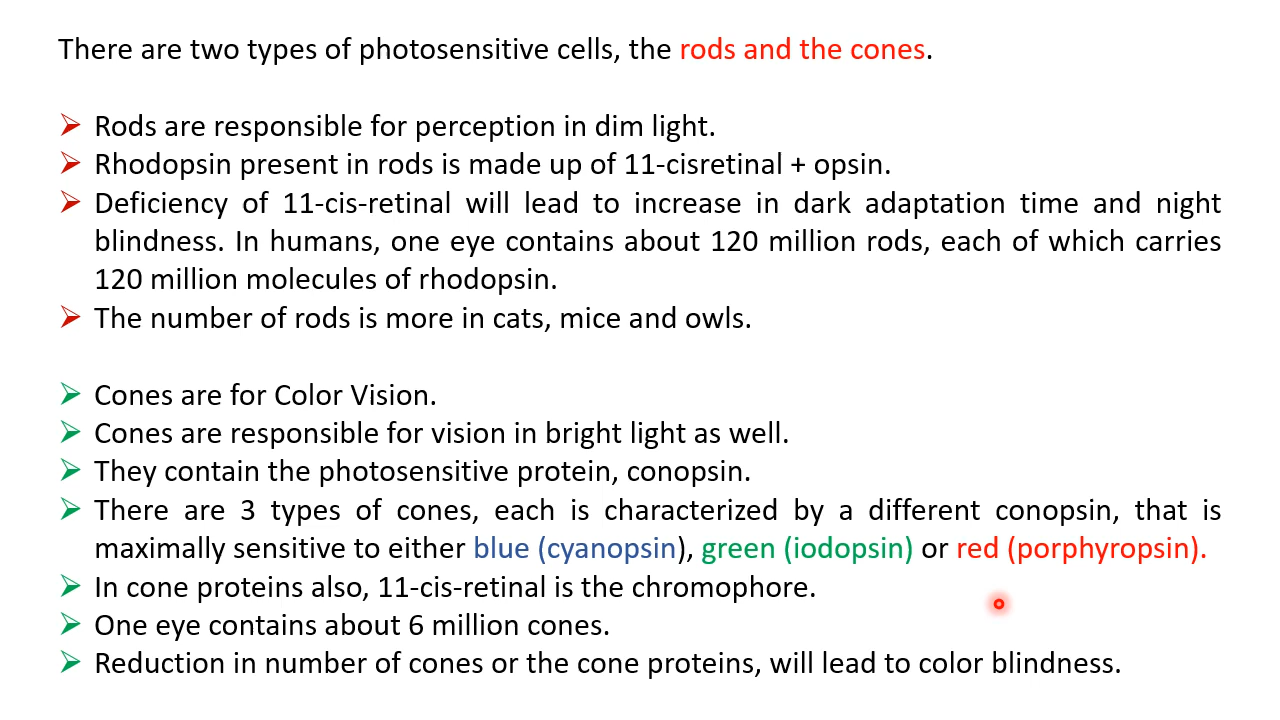 There are two types of photosensitive cells, the rods and the cones.
Rods are responsible for perception in dim light.
Rhodopsin present in rods is made up of 11-cisretinal + opsin.
Deficiency of 11-cis-retinal will lead to increase in dark adaptation time and night
blindness. In humans, one eye contains about 120 million rods, each of which carries
120 million molecules of rhodopsin.
The number of rods is more in cats, mice and owls.
Cones are for Color Vision.
Cones are responsible for vision in bright light as well.
They contain the photosensitive protein, conopsin.
There are 3 types of cones, each is characterized by a different conopsin, that is
maximally sensitive to either blue (cyanopsin), green (iodopsin) or red (porphyropsin).
In cone proteins also, 11-cis-retinal is the chromophore.
One eye contains about 6 million cones.
Reduction in number of cones or the cone proteins, will lead to color blindness.